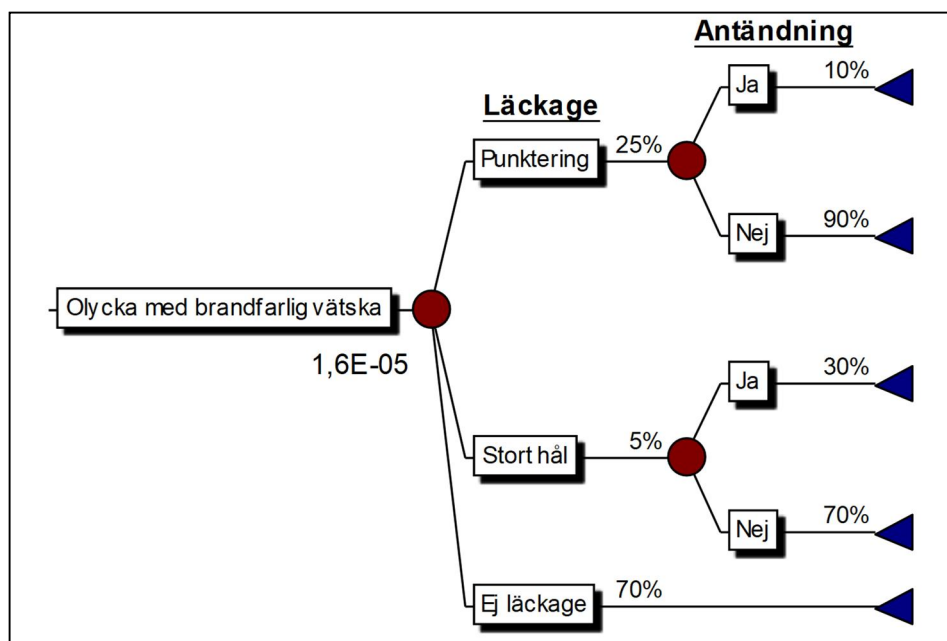 Antändning
Ja 10%
Läckage
Punktering 25%
Nej 90%
Olycka med brandfarlig vätska
1,6E-05
Ja 30%
Stort hål 5%
Nej 70%
Ej läckage 70%